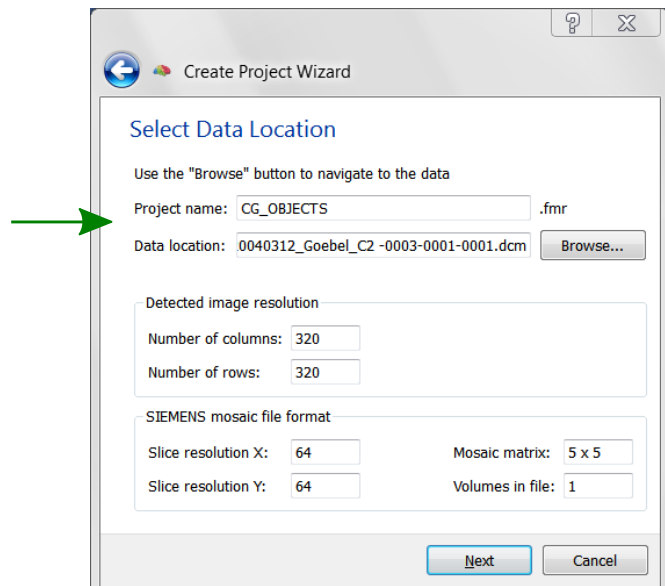 Create Project Wizard
Select Data Location
Use the "Browse" button to navigate to the data
Project name: CG_OBJECTS .fmr
Data location: 0040312_Goebel_C2 -0003-0001-0001.dcm Browse...
Detected image resolution
Number of columns: 320
Number of rows: 320
SIEMENS mosaic file format
Slice resolution X: 64 Mosaic matrix: 5 x 5
Slice resolution Y: 64 Volumes in file: 1
Next Cancel